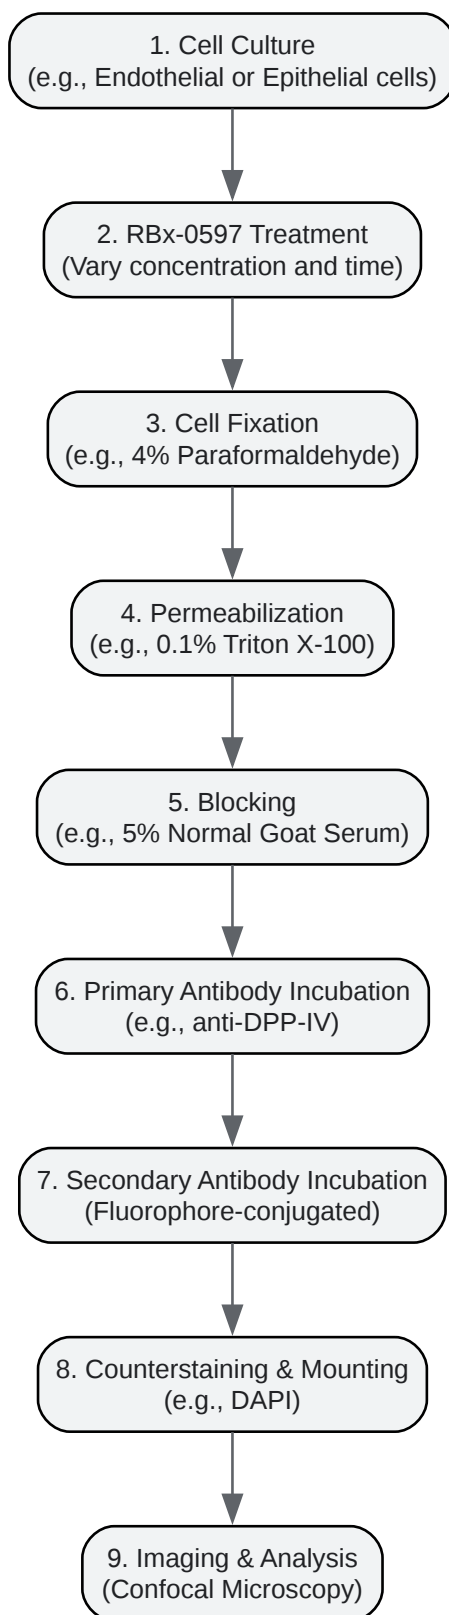 1. Cell Culture
(e.g., Endothelial or Epithelial cells)
2. RBx-0597 Treatment
(Vary concentration and time)
3. Cell Fixation
(e.g., 4% Paraformaldehyde)
4. Permeabilization
(e.g., 0.1% Triton X-100)
5. Blocking
(e.g., 5% Normal Goat Serum)
6. Primary Antibody Incubation
(e.g., anti-DPP-IV)
7. Secondary Antibody Incubation
(Fluorophore-conjugated)
8. Counterstaining & Mounting
(e.g., DAPI)
9. Imaging & Analysis
(Confocal Microscopy)